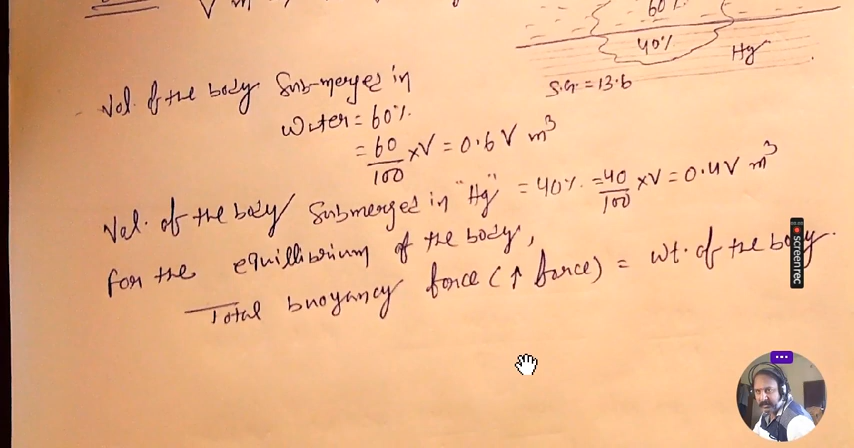 60%
40%
Hg
S.G. = 13.6
Vol. of the body Submerged in
Water = 60%.
= 60/100 × V = 0.6 V m³
Vol. of the body Submerged in "Hg" = 40%. = 40/100 × V = 0.4V m³
for the equillibrium of the body,
Total buoyancy force (↑ force) = wt. of the body.
screenrec